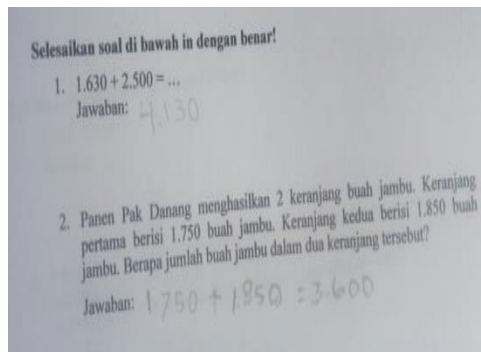 Selesaikan soal di bawah in dengan benar!
1. 1.630 + 2.500 = ...
Jawaban: 4.130
2. Panen Pak Danang menghasilkan 2 keranjang buah jambu. Keranjang
pertama berisi 1.750 buah jambu. Keranjang kedua berisi 1.850 buah
jambu. Berapa jumlah buah jambu dalam dua keranjang tersebut?
Jawaban: 1.750 + 1.850 = 3.600